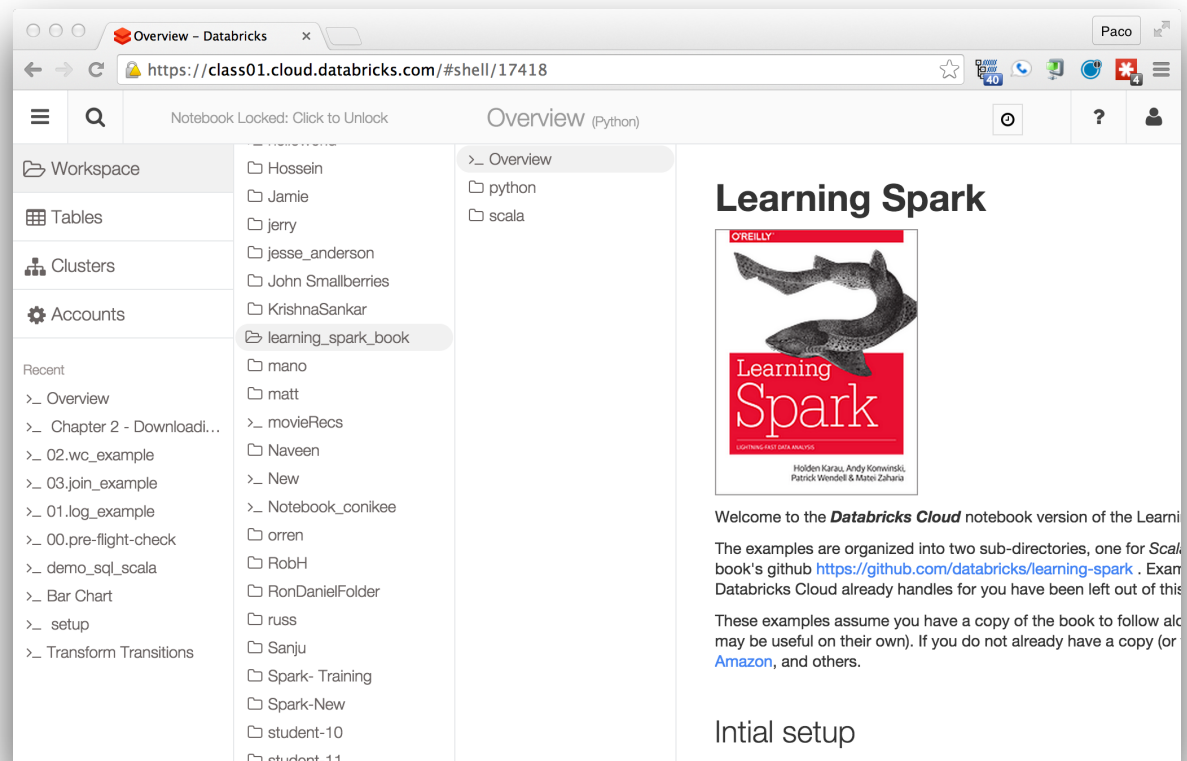 Overview – Databricks
Paco
https://class01.cloud.databricks.com/#shell/17418
40
4
Notebook Locked: Click to Unlock
Overview (Python)
?
Workspace
Tables
Clusters
Accounts
Recent
>_ Overview
>_ Chapter 2 - Downloadi...
>_ 02.wc_example
>_ 03.join_example
>_ 01.log_example
>_ 00.pre-flight-check
>_ demo_sql_scala
>_ Bar Chart
>_ setup
>_ Transform Transitions
Hossein
Jamie
jerry
jesse_anderson
John Smallberries
KrishnaSankar
learning_spark_book
mano
matt
>_ movieRecs
Naveen
>_ New
>_ Notebook_conikee
orren
RobH
RonDanielFolder
russ
Sanju
Spark- Training
Spark-New
student-10
student-11
>_ Overview
python
scala
Learning Spark
O'REILLY
Learning
Spark
LIGHTNING-FAST DATA ANALYSIS
Holden Karau, Andy Konwinski,
Patrick Wendell & Matei Zaharia
Welcome to the Databricks Cloud notebook version of the Learni
The examples are organized into two sub-directories, one for Scala
book's github https://github.com/databricks/learning-spark . Exam
Databricks Cloud already handles for you have been left out of this
These examples assume you have a copy of the book to follow alo
may be useful on their own). If you do not already have a copy (or
Amazon, and others.
Intial setup